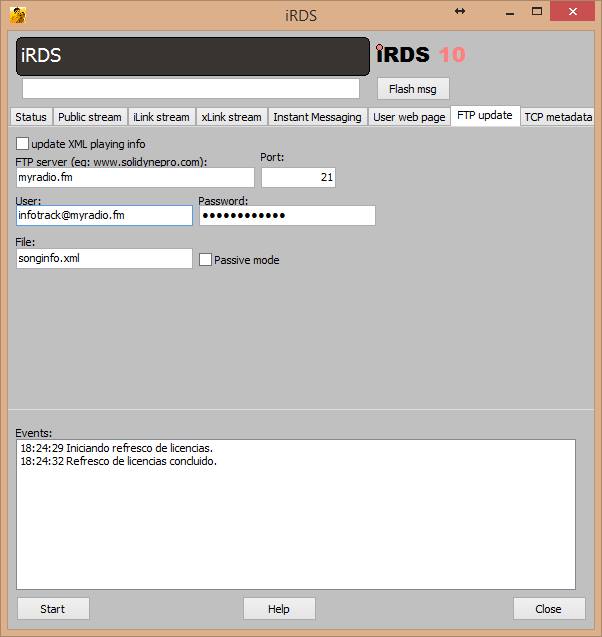 iRDS
iRDS
iRDS 10
Flash msg
Status Public stream iLink stream xLink stream Instant Messaging User web page FTP update TCP metadata
update XML playing info
FTP server (eg: www.solidynepro.com): Port:
myradio.fm 21
User: Password:
infotrack@myradio.fm ●●●●●●●●●●●●
File:
songinfo.xml Passive mode
Events:
18:24:29 Iniciando refresco de licencias.
18:24:32 Refresco de licencias concluido.
Start Help Close